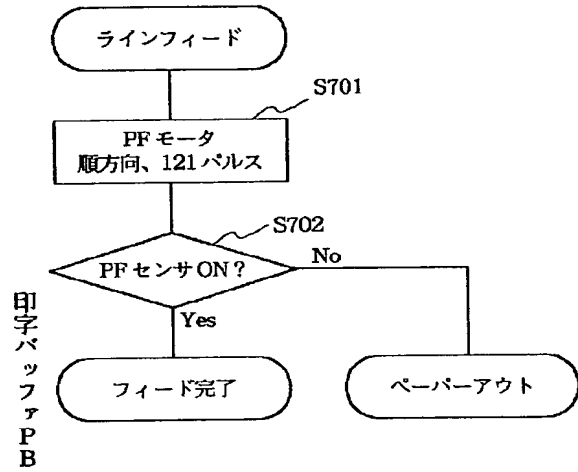 ラインフィード
S701
PFモータ
順方向、121パルス
S702
PFセンサON?
No
Yes
印字バッファPB
フィード完了
ペーパーアウト